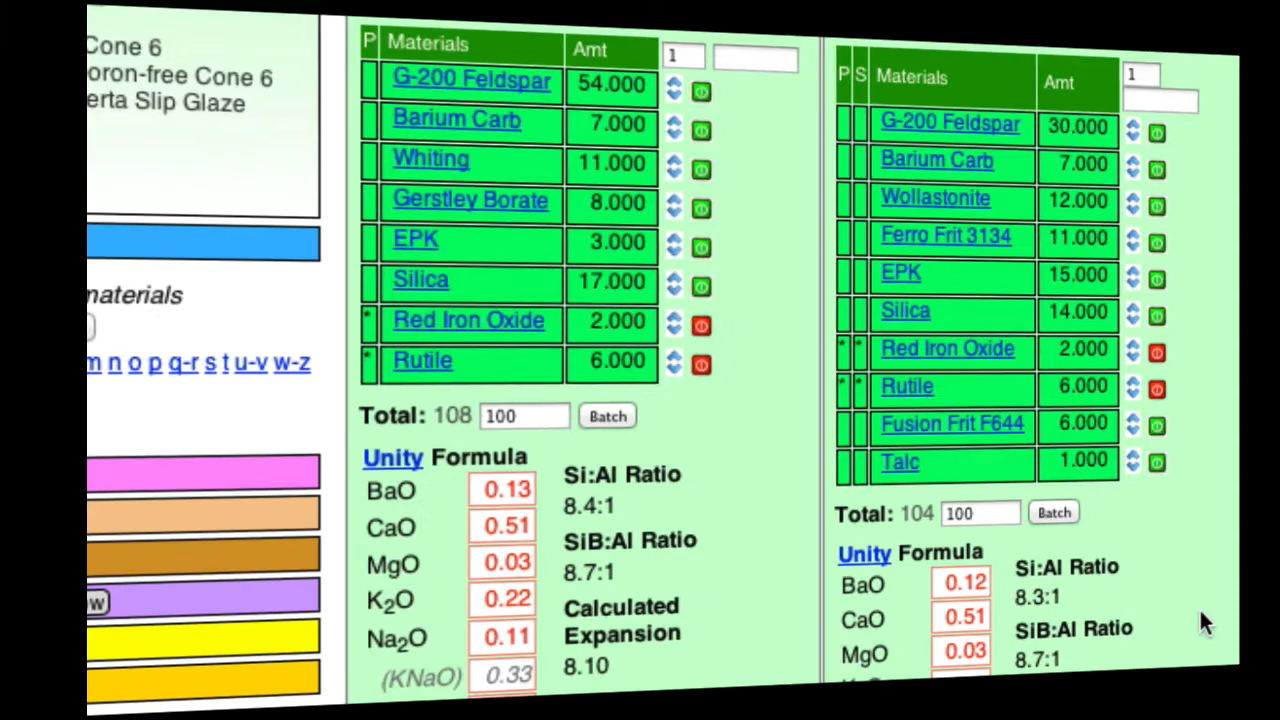 Cone 6
oron-free Cone 6
erta Slip Glaze
materials
m n o p q-r s t u-v w-z
ow
P Materials Amt 1
G-200 Feldspar 54.000
Barium Carb 7.000
Whiting 11.000
Gerstley Borate 8.000
EPK 3.000
Silica 17.000
* Red Iron Oxide 2.000
* Rutile 6.000
Total: 108 100 Batch
Unity Formula
BaO 0.13
CaO 0.51
MgO 0.03
K2O 0.22
Na2O 0.11
(KNaO) 0.33
Si:Al Ratio
8.4:1
SiB:Al Ratio
8.7:1
Calculated
Expansion
8.10
P S Materials Amt 1
G-200 Feldspar 30.000
Barium Carb 7.000
Wollastonite 12.000
Ferro Frit 3134 11.000
EPK 15.000
Silica 14.000
* * Red Iron Oxide 2.000
* * Rutile 6.000
Fusion Frit F644 6.000
Talc 1.000
Total: 104 100 Batch
Unity Formula
BaO 0.12
CaO 0.51
MgO 0.03
Si:Al Ratio
8.3:1
SiB:Al Ratio
8.7:1